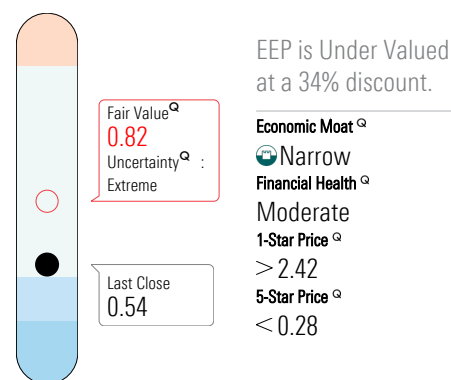 Fair Value Q
0.82
Uncertainty Q :
Extreme
Last Close
0.54
EEP is Under Valued
at a 34% discount.
Economic Moat Q
Narrow
Financial Health Q
Moderate
1-Star Price Q
>2.42
5-Star Price Q
<0.28